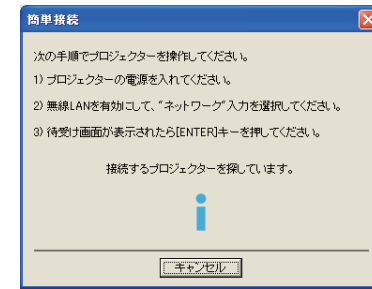 簡単接続
次の手順でプロジェクターを操作してください。
1) プロジェクターの電源を入れてください。
2) 無線LANを有効にして、"ネットワーク"入力を選択してください。
3) 待受け画面が表示されたら[ENTER]キーを押してください。
接続するプロジェクターを探しています。
キャンセル